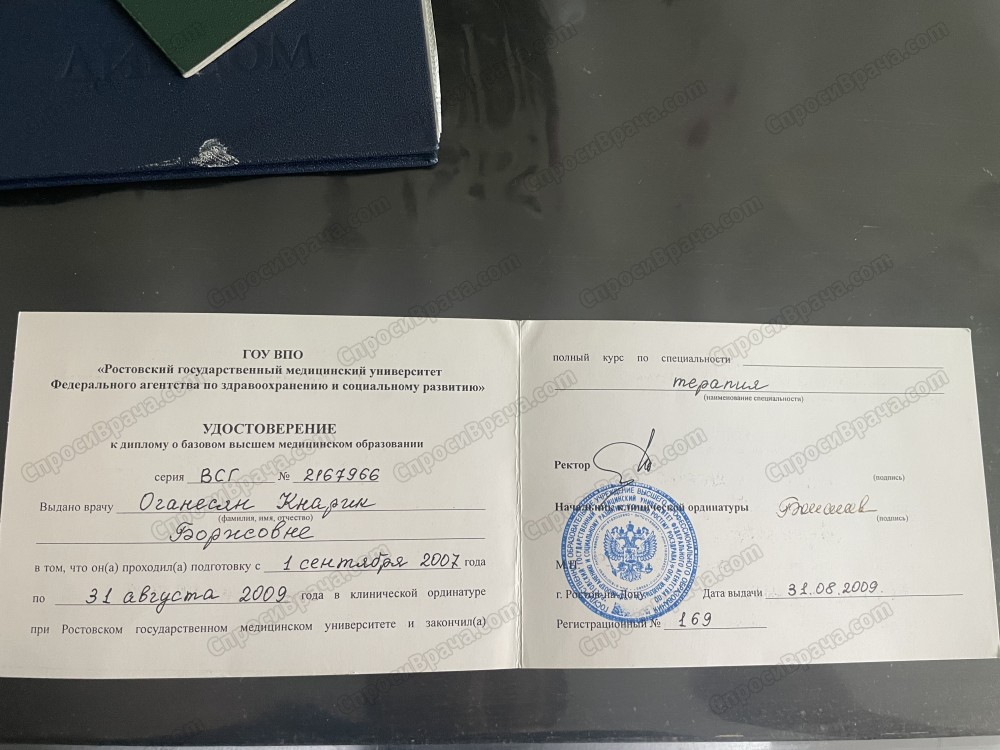 ГОУ ВПО
«Ростовский государственный медицинский университет
Федерального агентства по здравоохранению и социальному развитию»
УДОСТОВЕРЕНИЕ
к диплому о базовом высшем медицинском образовании
серия ВСГ № 2167966
Выдано врачу Оганесян Кнарик
(фамилия, имя, отчество)
Борисовне
в том, что он(а) проходил(а) подготовку с 1 сентября 2007 года
по 31 августа 2009 года в клинической ординатуре
при Ростовском государственном медицинском университете и закончил(а)
полный курс по специальности
терапия
(наименование специальности)
Ректор
(подпись)
Начальник клинической ординатуры
(подпись)
М.П
г. Ростов-на-Дону Дата выдачи 31.08.2009.
Регистрационный № 169
СпросиВрача.com